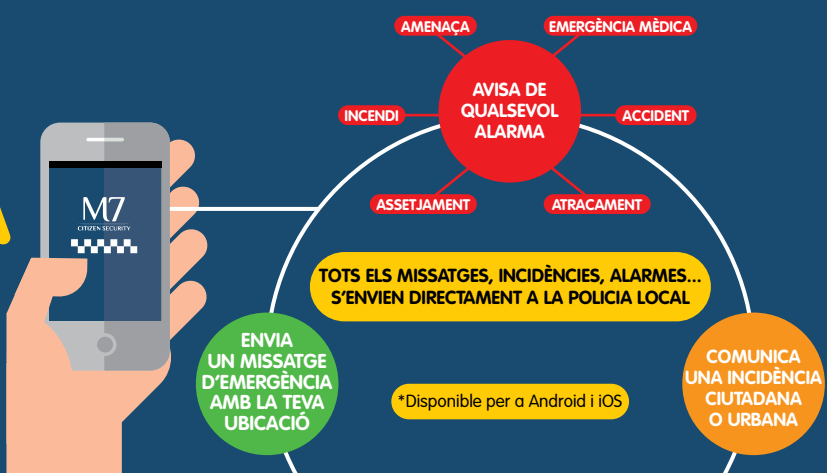 AMENAÇA
EMERGÈNCIA MÈDICA
AVISA DE
QUALSEVOL
ALARMA
INCENDI
ACCIDENT
ASSETJAMENT
ATRACAMENT
M7
CITIZEN SECURITY
TOTS ELS MISSATGES, INCIDÈNCIES, ALARMES...
S'ENVIEN DIRECTAMENT A LA POLICIA LOCAL
ENVIA
UN MISSATGE
D'EMERGÈNCIA
AMB LA TEVA
UBICACIÓ
*Disponible per a Android i iOS
COMUNICA
UNA INCIDÈNCIA
CIUTADANA
O URBANA